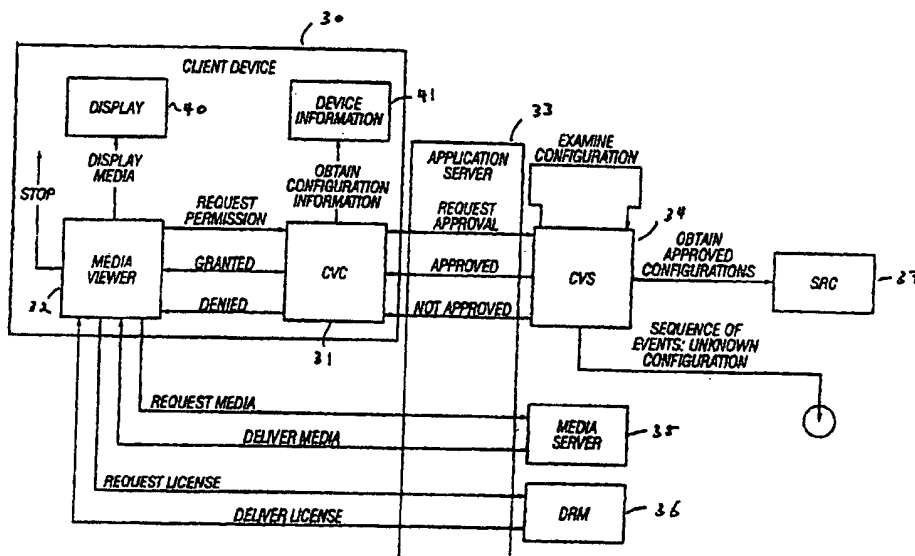 30
CLIENT DEVICE
DISPLAY
40
DEVICE
INFORMATION
41
33
APPLICATION
SERVER
EXAMINE
CONFIGURATION
STOP
DISPLAY
MEDIA
OBTAIN
CONFIGURATION
INFORMATION
REQUEST
PERMISSION
REQUEST
APPROVAL
34
MEDIA
VIEWER
32
GRANTED
DENIED
CVC
31
APPROVED
NOT APPROVED
CVS
OBTAIN
APPROVED
CONFIGURATIONS
SRC
37
SEQUENCE OF
EVENTS: UNKNOWN
CONFIGURATION
REQUEST MEDIA
DELIVER MEDIA
MEDIA
SERVER
35
REQUEST LICENSE
DELIVER LICENSE
DRM
36